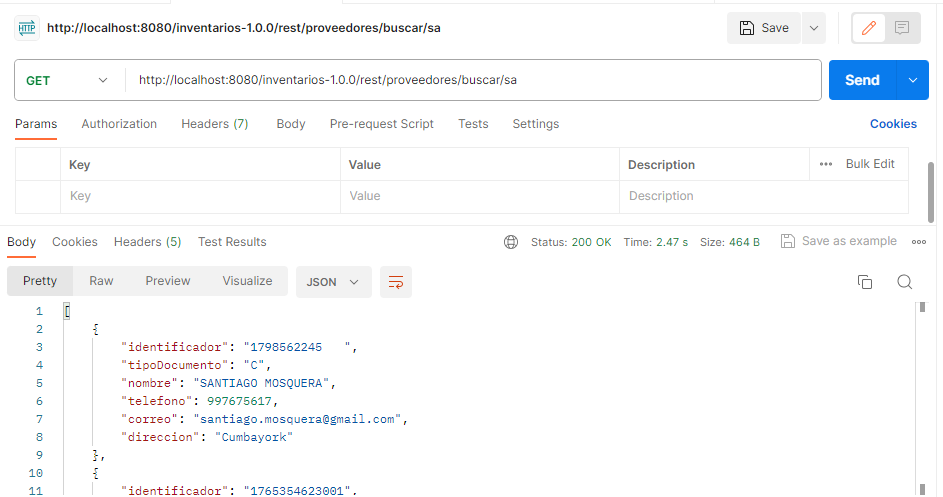 HTTP http://localhost:8080/inventarios-1.0.0/rest/proveedores/buscar/sa Save
GET http://localhost:8080/inventarios-1.0.0/rest/proveedores/buscar/sa Send
Params Authorization Headers (7) Body Pre-request Script Tests Settings Cookies
Key Value Description ••• Bulk Edit
Key Value Description
Body Cookies Headers (5) Test Results Status: 200 OK Time: 2.47 s Size: 464 B Save as example
Pretty Raw Preview Visualize JSON
1 [
2 {
3 "identificador": "1798562245   ",
4 "tipoDocumento": "C",
5 "nombre": "SANTIAGO MOSQUERA",
6 "telefono": 997675617,
7 "correo": "santiago.mosquera@gmail.com",
8 "direccion": "Cumbayork"
9 },
10 {
11 "identificador": "1765354623001",